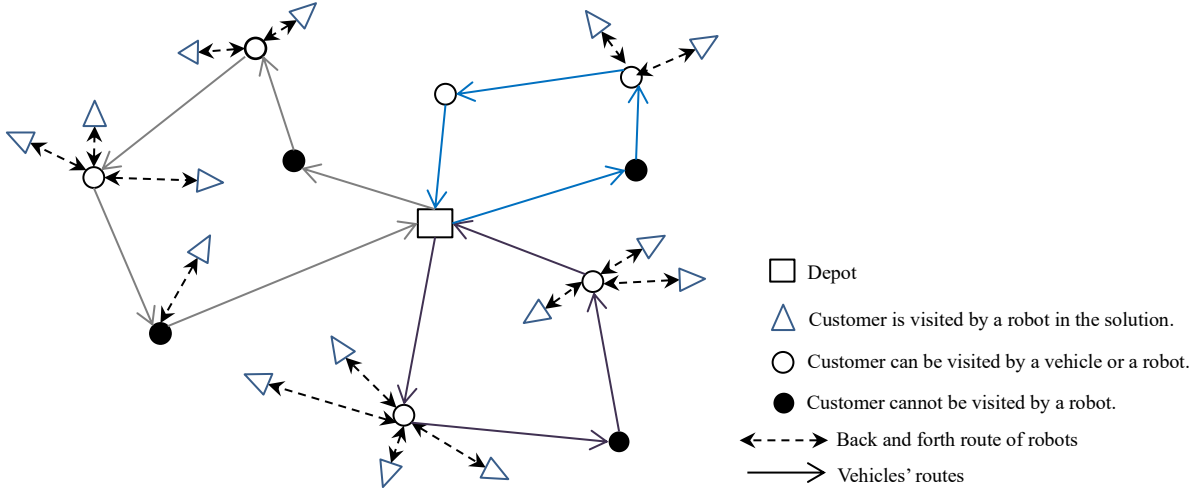 Depot
Customer is visited by a robot in the solution.
Customer can be visited by a vehicle or a robot.
Customer cannot be visited by a robot.
Back and forth route of robots
Vehicles’ routes